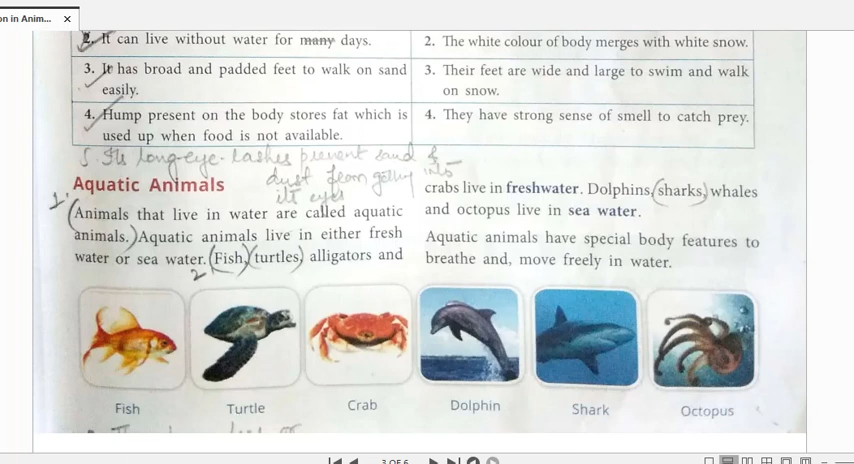 on in Anim... ×
2. It can live without water for many days.
2. The white colour of body merges with white snow.
3. It has broad and padded feet to walk on sand
easily.
3. Their feet are wide and large to swim and walk
on snow.
4. Hump present on the body stores fat which is
used up when food is not available.
4. They have strong sense of smell to catch prey.
5. Its long-eye-lashes prevent sand &
dust from getting into
its eyes
Aquatic Animals
1.
(Animals that live in water are called aquatic
animals.) Aquatic animals live in either fresh
water or sea water. (Fish) (turtles) alligators and
2
crabs live in freshwater. Dolphins, (sharks,) whales
and octopus live in sea water.
Aquatic animals have special body features to
breathe and, move freely in water.
Fish
Turtle
Crab
Dolphin
Shark
Octopus
3 OF 6